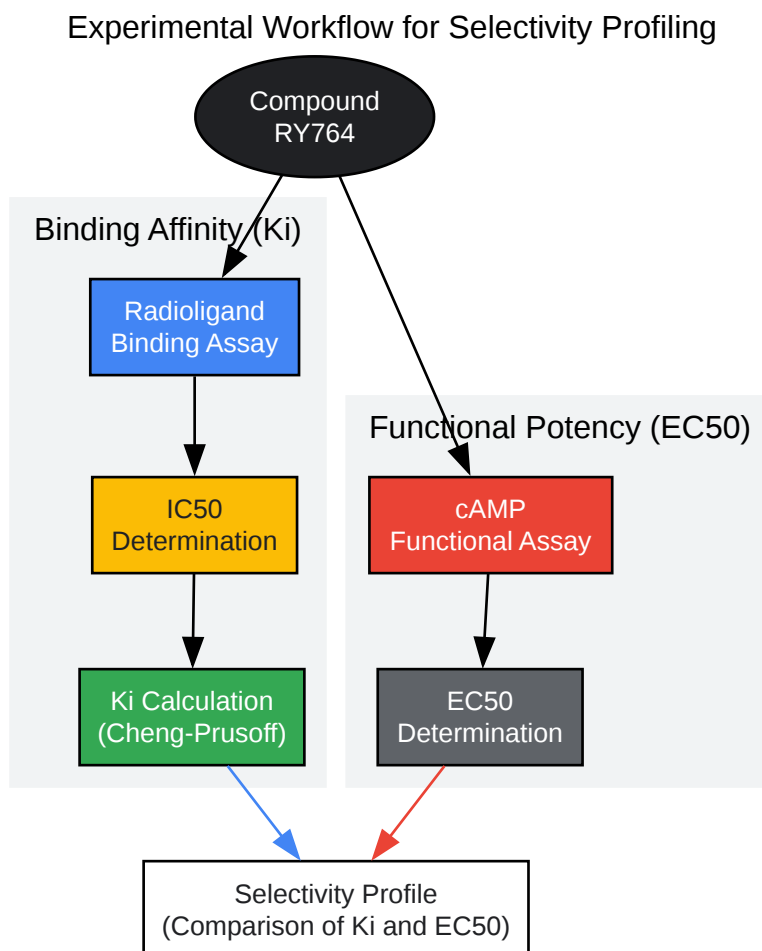 Experimental Workflow for Selectivity Profiling
Compound
RY764
Binding Affinity (Ki)
Radioligand
Binding Assay
IC50
Determination
Ki Calculation
(Cheng-Prusoff)
Functional Potency (EC50)
cAMP
Functional Assay
EC50
Determination
Selectivity Profile
(Comparison of Ki and EC50)